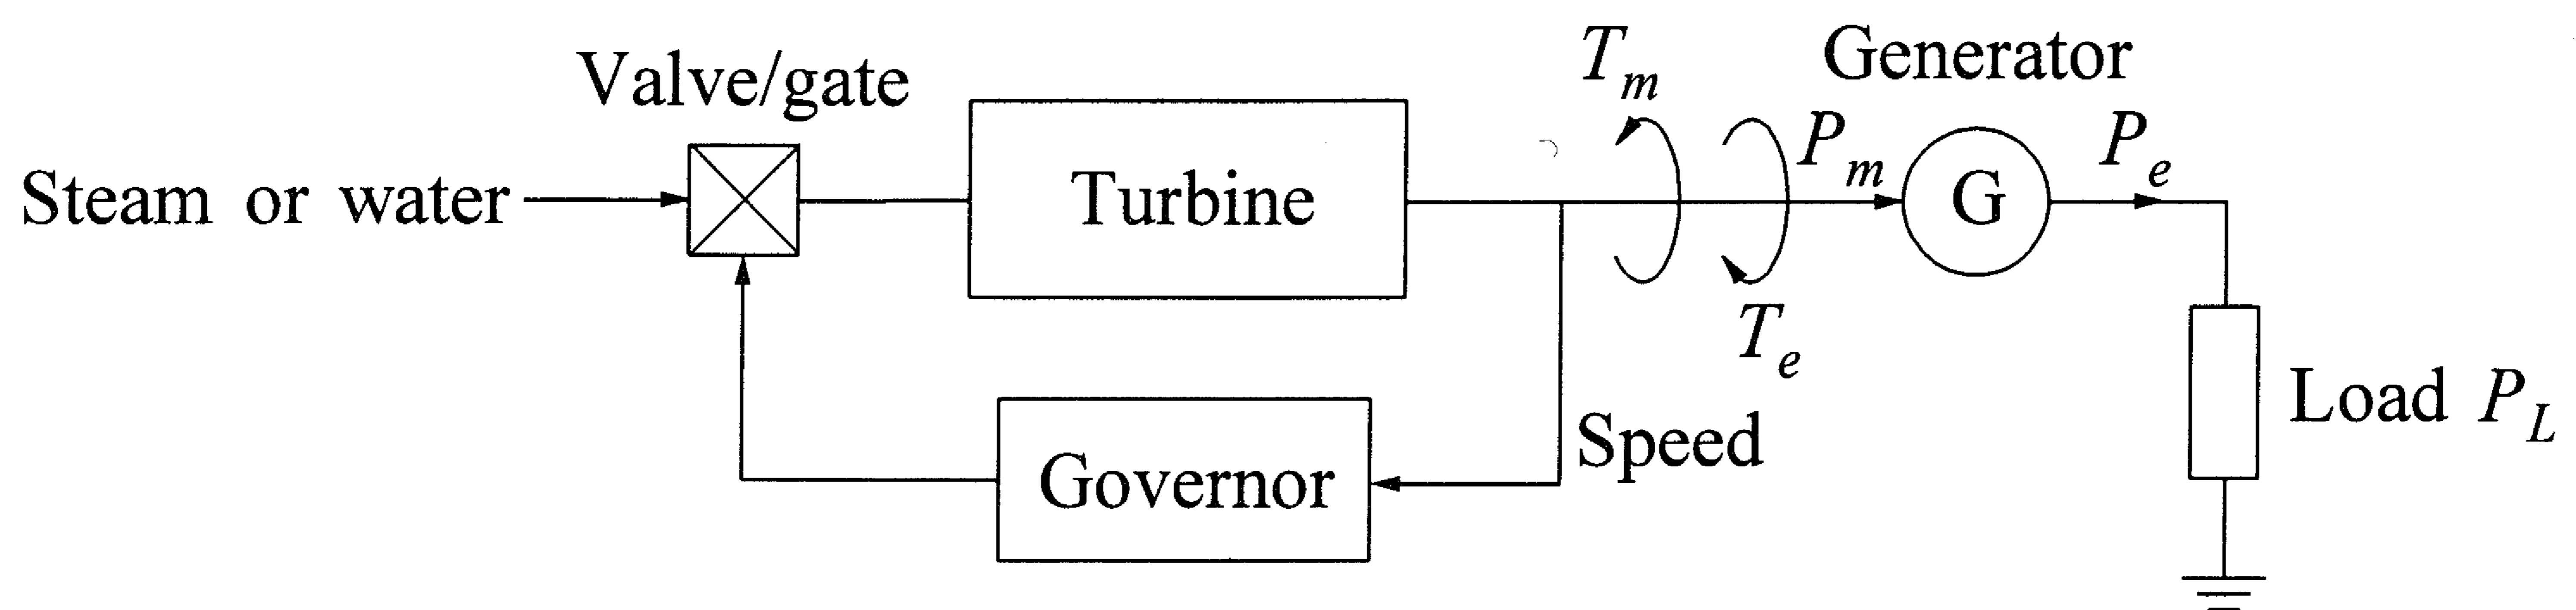 Valve/gate
Steam or water
Turbine
T_m
T_e
Generator
P_m
G
P_e
Governor
Speed
Load P_L